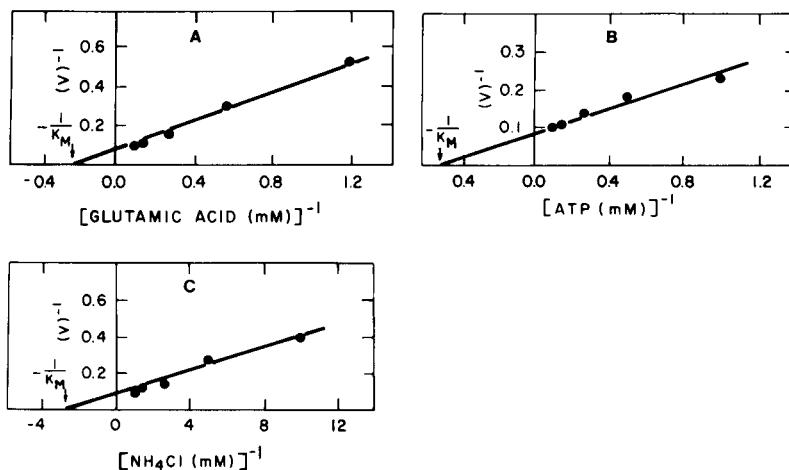 A
(V)⁻¹
0.6
0.4
0.2
- 1/K_M
-0.4
0.0
0.4
0.8
1.2
[GLUTAMIC ACID (mM)]⁻¹
B
(V)⁻¹
0.3
0.2
0.1
- 1/K_M
0.4
0.0
0.4
0.8
1.2
[ATP (mM)]⁻¹
C
(V)⁻¹
0.6
0.4
0.2
- 1/K_M
-4
0
4
8
12
[NH₄Cl (mM)]⁻¹